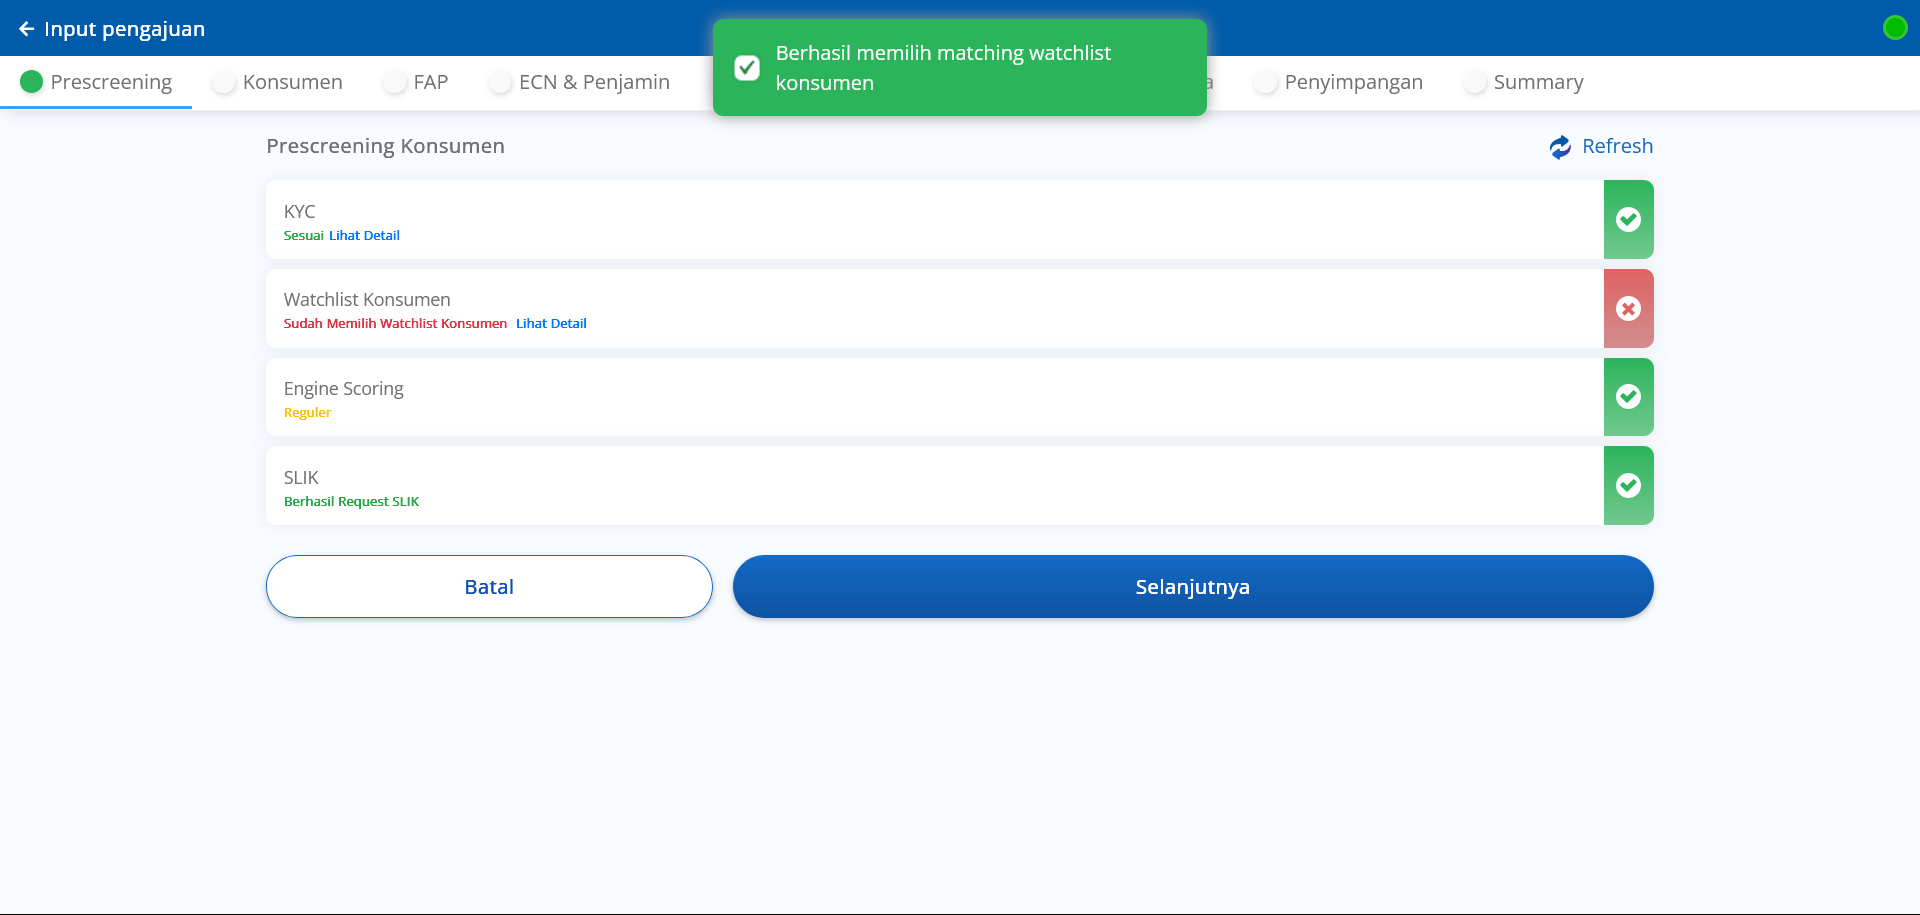 Input pengajuan
Berhasil memilih matching watchlist
konsumen
Prescreening
Konsumen
FAP
ECN & Penjamin
Penyimpangan
Summary
Prescreening Konsumen
Refresh
KYC
Sesuai Lihat Detail
Watchlist Konsumen
Sudah Memilih Watchlist Konsumen Lihat Detail
Engine Scoring
Reguler
SLIK
Berhasil Request SLIK
Batal
Selanjutnya